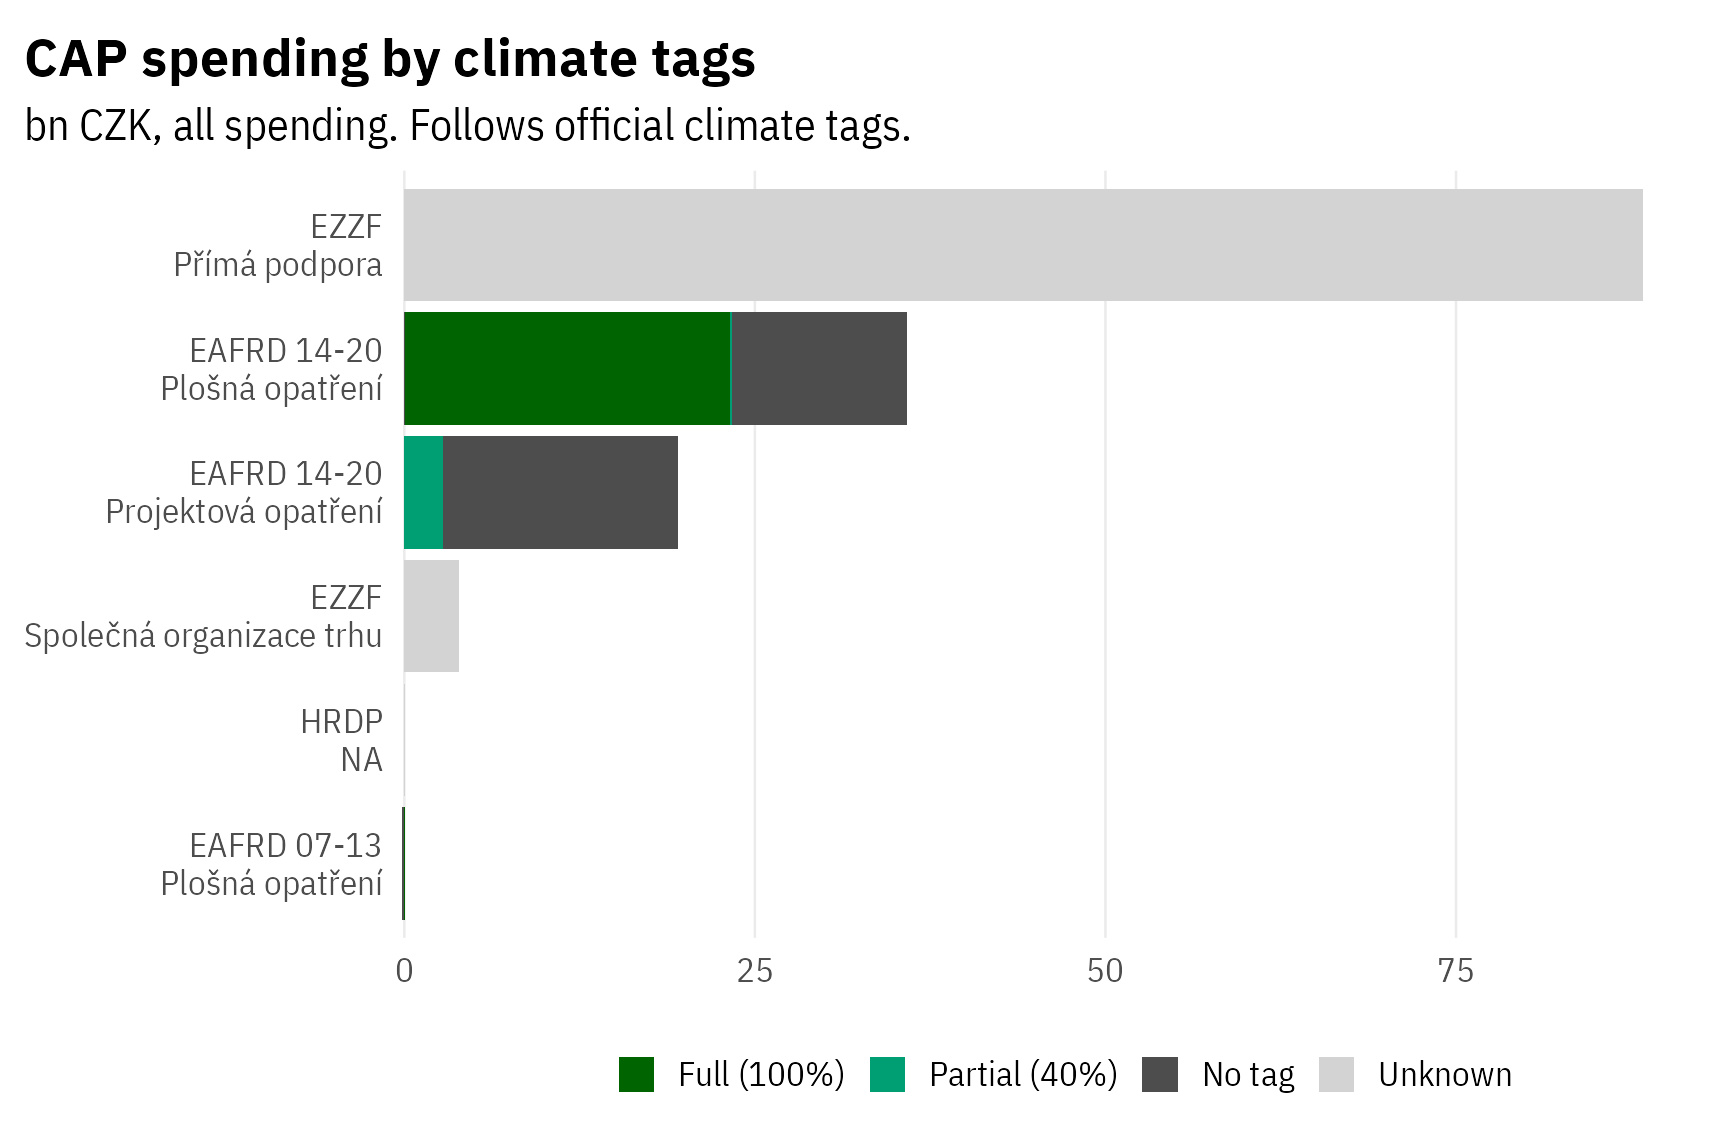 CAP spending by climate tags
bn CZK, all spending. Follows official climate tags.
EZZF
Přímá podpora
EAFRD 14-20
Plošná opatření
EAFRD 14-20
Projektová opatření
EZZF
Společná organizace trhu
HRDP
NA
EAFRD 07-13
Plošná opatření
0 25 50 75
Full (100%) Partial (40%) No tag Unknown